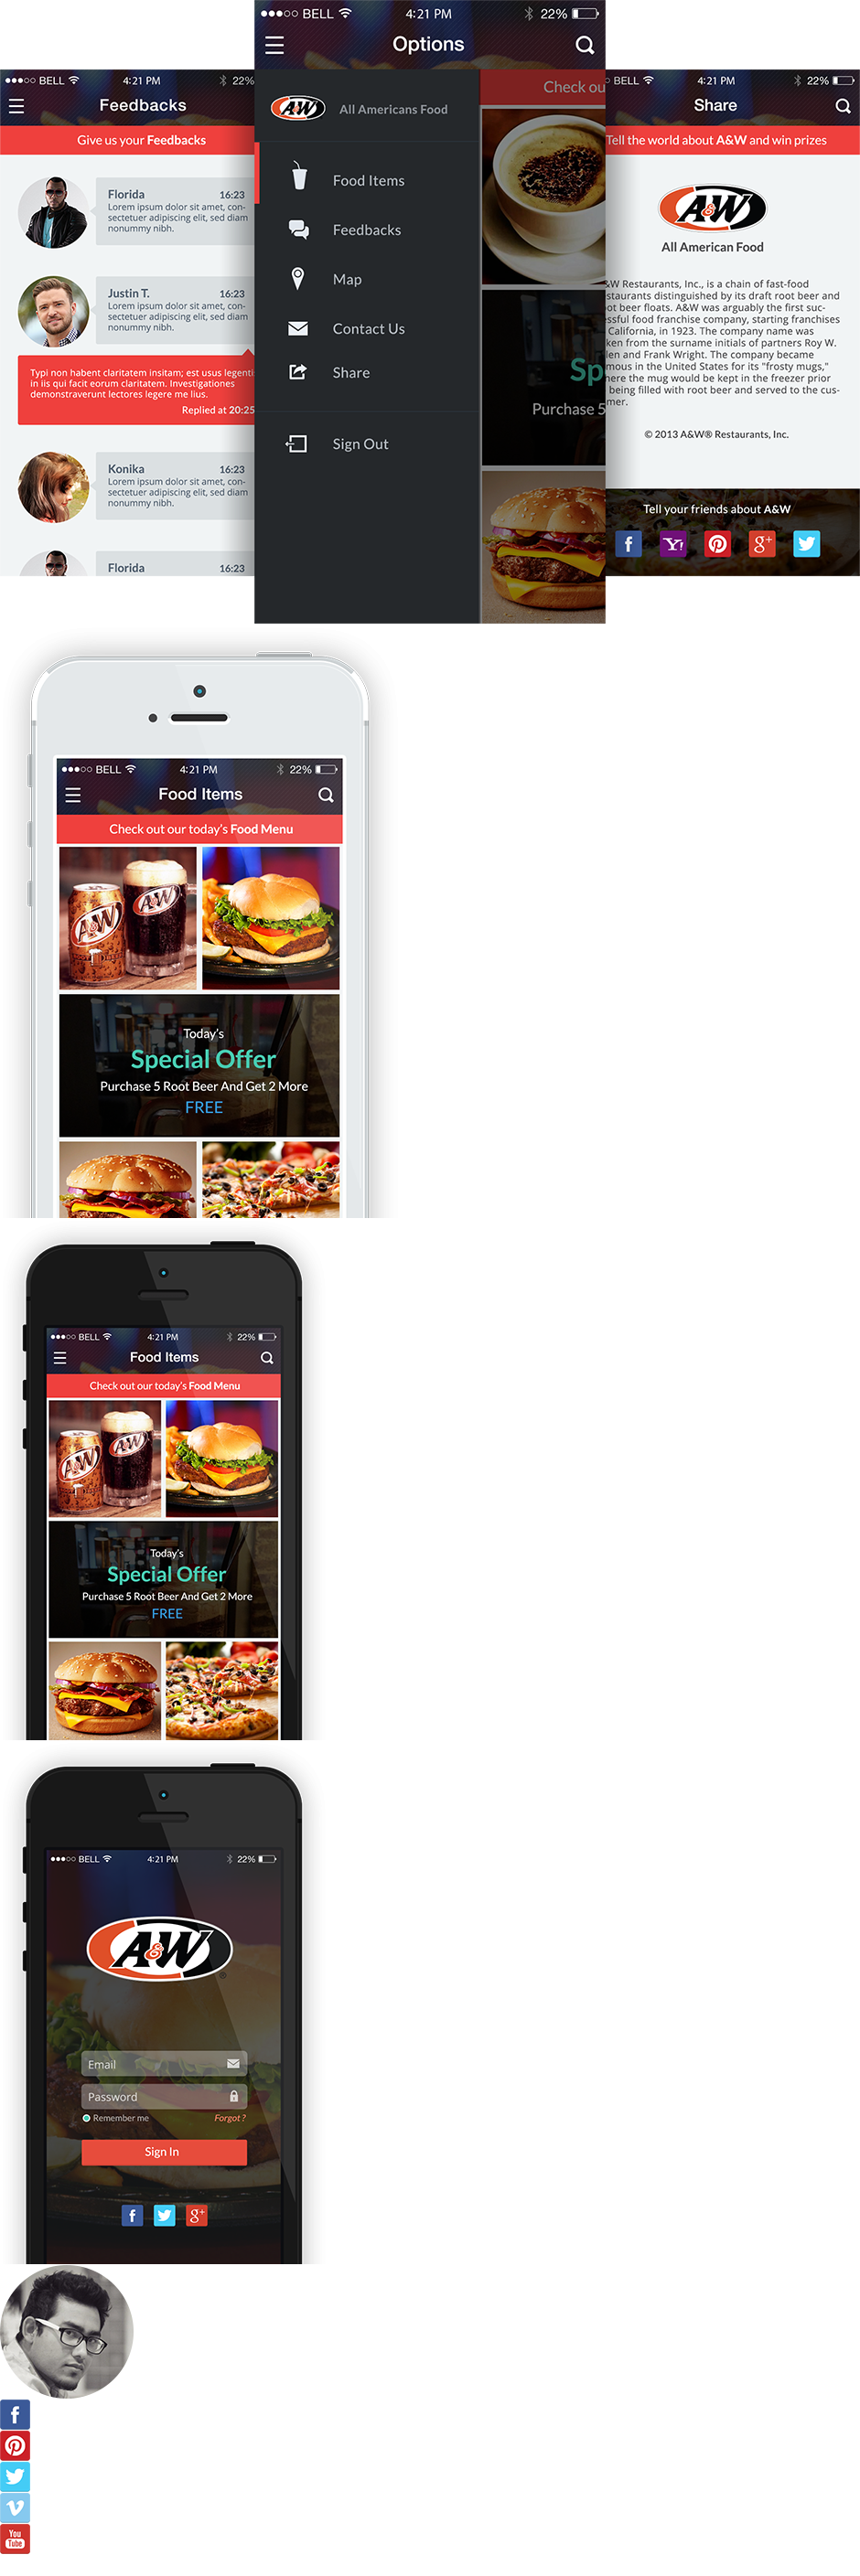 ●●●○○ BELL 4:21 PM 22%
Options
A&W All Americans Food
Food Items
Feedbacks
Map
Contact Us
Share
Sign Out
Check ou
Sp
Purchase 5
●●●○○ BELL 4:21 PM 22%
Feedbacks
Give us your Feedbacks
Florida 16:23
Lorem ipsum dolor sit amet, con-
sectetuer adipiscing elit, sed diam
nonummy nibh.
Justin T. 16:23
Lorem ipsum dolor sit amet, con-
sectetuer adipiscing elit, sed diam
nonummy nibh.
Typi non habent claritatem insitam; est usus legenti
in iis qui facit eorum claritatem. Investigationes
demonstraverunt lectores legere me lius.
Replied at 20:25
Konika 16:23
Lorem ipsum dolor sit amet, con-
sectetuer adipiscing elit, sed diam
nonummy nibh.
Florida 16:23
○ BELL 4:21 PM 22%
Share
Tell the world about A&W and win prizes
A&W
All American Food
&W Restaurants, Inc., is a chain of fast-food
staurants distinguished by its draft root beer and
ot beer floats. A&W was arguably the first suc-
essful food franchise company, starting franchises
California, in 1923. The company name was
ken from the surname initials of partners Roy W.
len and Frank Wright. The company became
mous in the United States for its "frosty mugs,"
here the mug would be kept in the freezer prior
being filled with root beer and served to the cus-
mer.
© 2013 A&W® Restaurants, Inc.
Tell your friends about A&W
f Y! g+
●●●○○ BELL 4:21 PM 22%
Food Items
Check out our today's Food Menu
A&W A&W
Today's
Special Offer
Purchase 5 Root Beer And Get 2 More
FREE
●●●○○ BELL 4:21 PM 22%
Food Items
Check out our today's Food Menu
A&W A&W
Today's
Special Offer
Purchase 5 Root Beer And Get 2 More
FREE
●●●○○ BELL 4:21 PM 22%
A&W
Email
Password
Remember me Forgot ?
Sign In
f g+
f
v
You
Tube